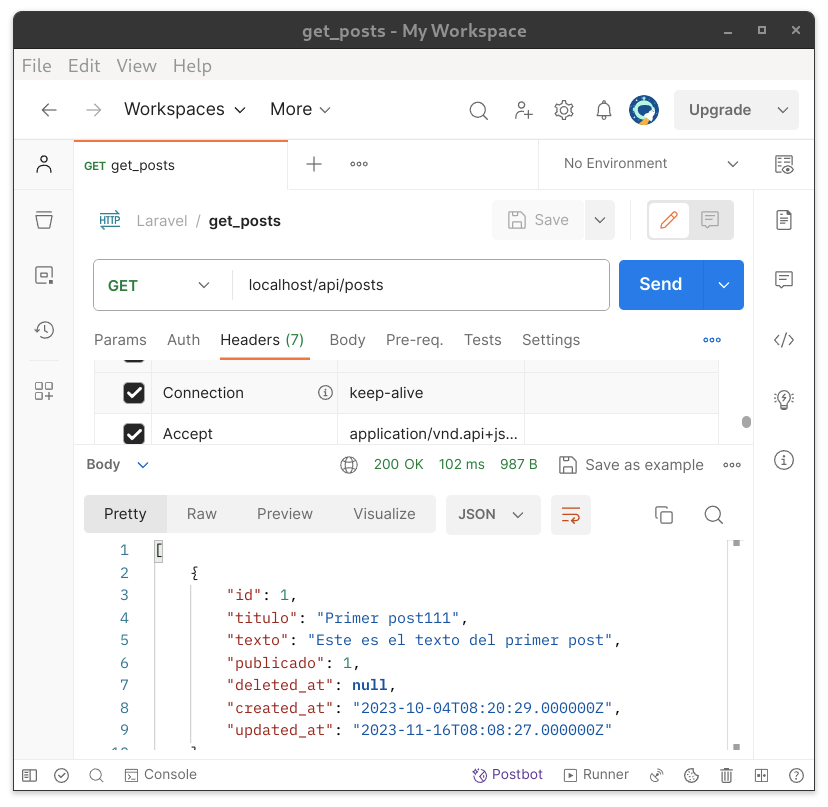 get_posts - My Workspace
File Edit View Help
Workspaces More Upgrade
GET get_posts No Environment
HTTP Laravel / get_posts Save
GET localhost/api/posts Send
Params Auth Headers (7) Body Pre-req. Tests Settings
Connection keep-alive
Accept application/vnd.api+js...
Body 200 OK 102 ms 987 B Save as example
Pretty Raw Preview Visualize JSON
1 [
2 {
3 "id": 1,
4 "titulo": "Primer post111",
5 "texto": "Este es el texto del primer post",
6 "publicado": 1,
7 "deleted_at": null,
8 "created_at": "2023-10-04T08:20:29.000000Z",
9 "updated_at": "2023-11-16T08:08:27.000000Z"
Console Postbot Runner